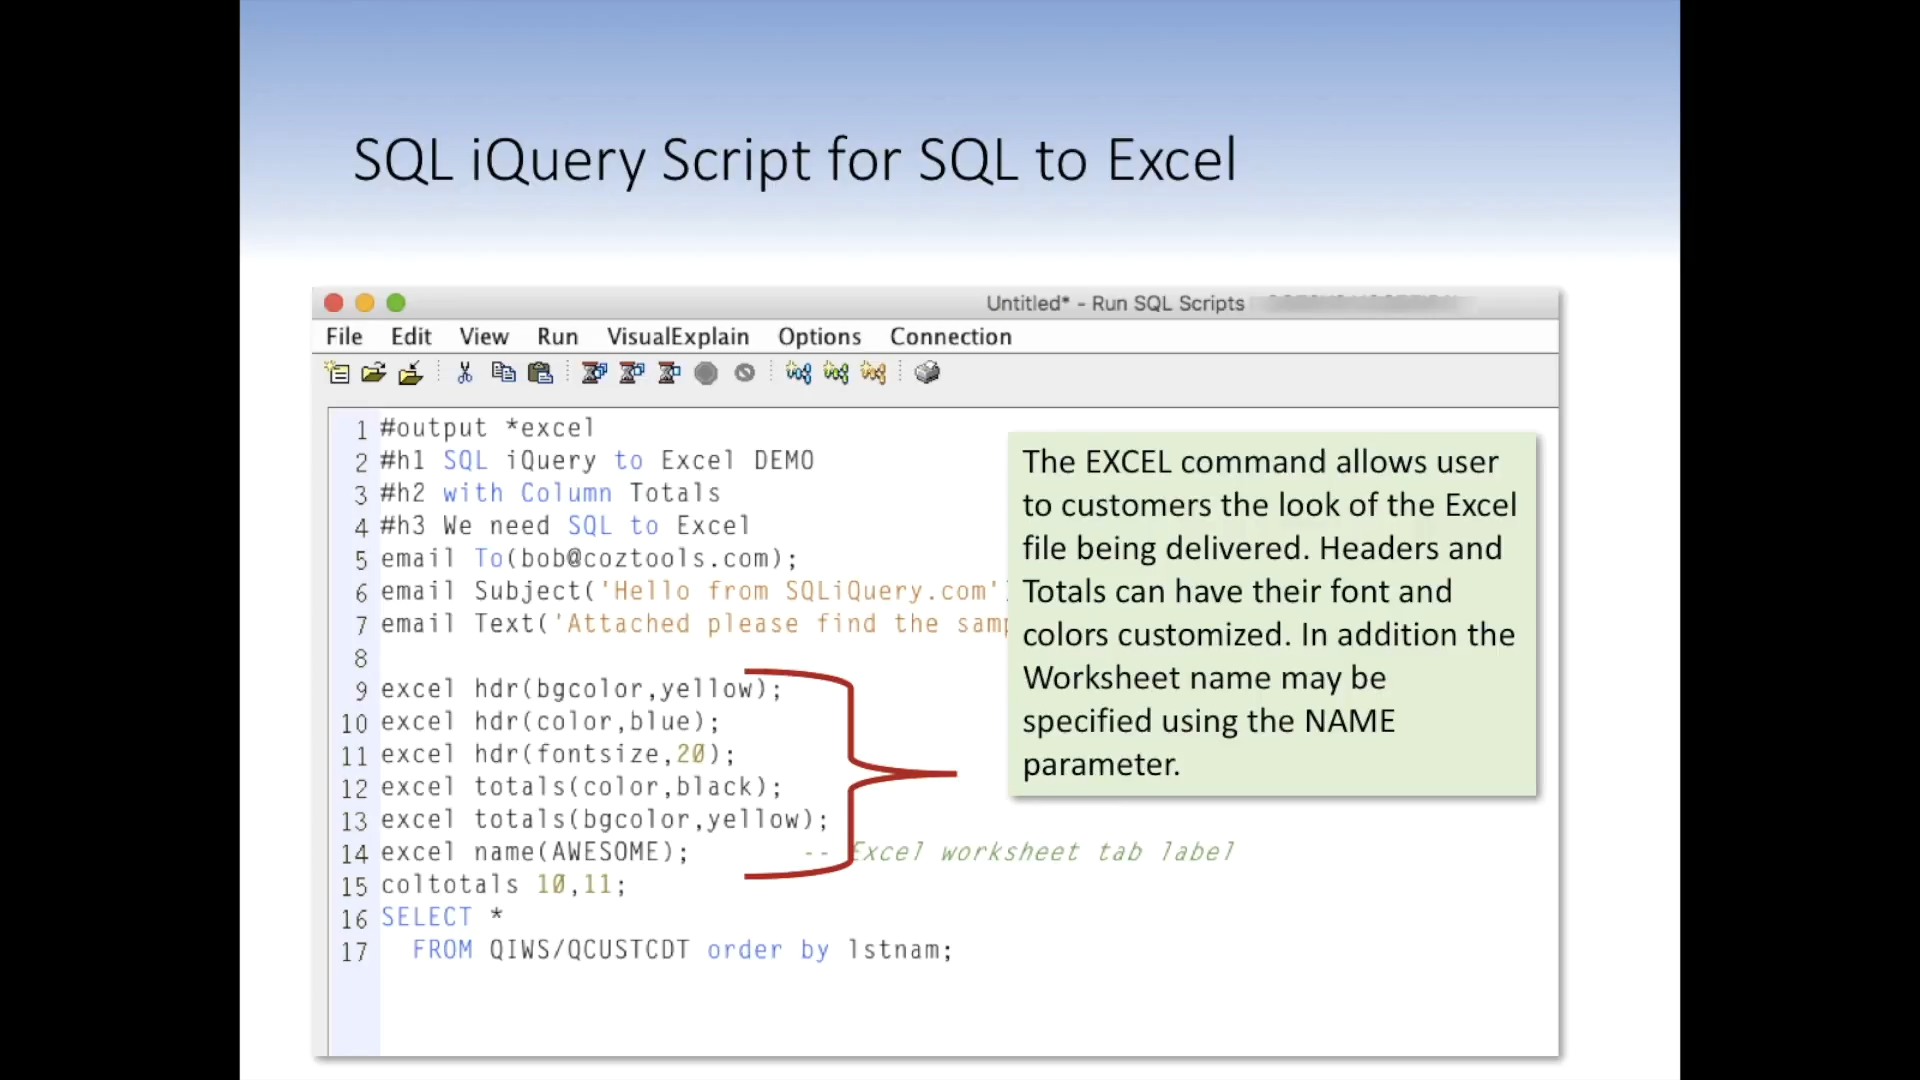 SQL iQuery Script for SQL to Excel
Untitled* - Run SQL Scripts
File Edit View Run VisualExplain Options Connection
1 #output *excel
2 #h1 SQL iQuery to Excel DEMO
3 #h2 with Column Totals
4 #h3 We need SQL to Excel
5 email To(bob@coztools.com);
6 email Subject('Hello from SQLiQuery.com'
7 email Text('Attached please find the
8
9 excel hdr(bgcolor,yellow);
10 excel hdr(color,blue);
11 excel hdr(fontsize,20);
12 excel totals(color,black);
13 excel totals(bgcolor,yellow);
14 excel name(AWESOME); -- Excel worksheet tab label
15 coltotals 10,11;
16 SELECT *
17 FROM QIWS/QCUSTCDT order by lstnam;
The EXCEL command allows user
to customers the look of the Excel
file being delivered. Headers and
Totals can have their font and
colors customized. In addition the
Worksheet name may be
specified using the NAME
parameter.